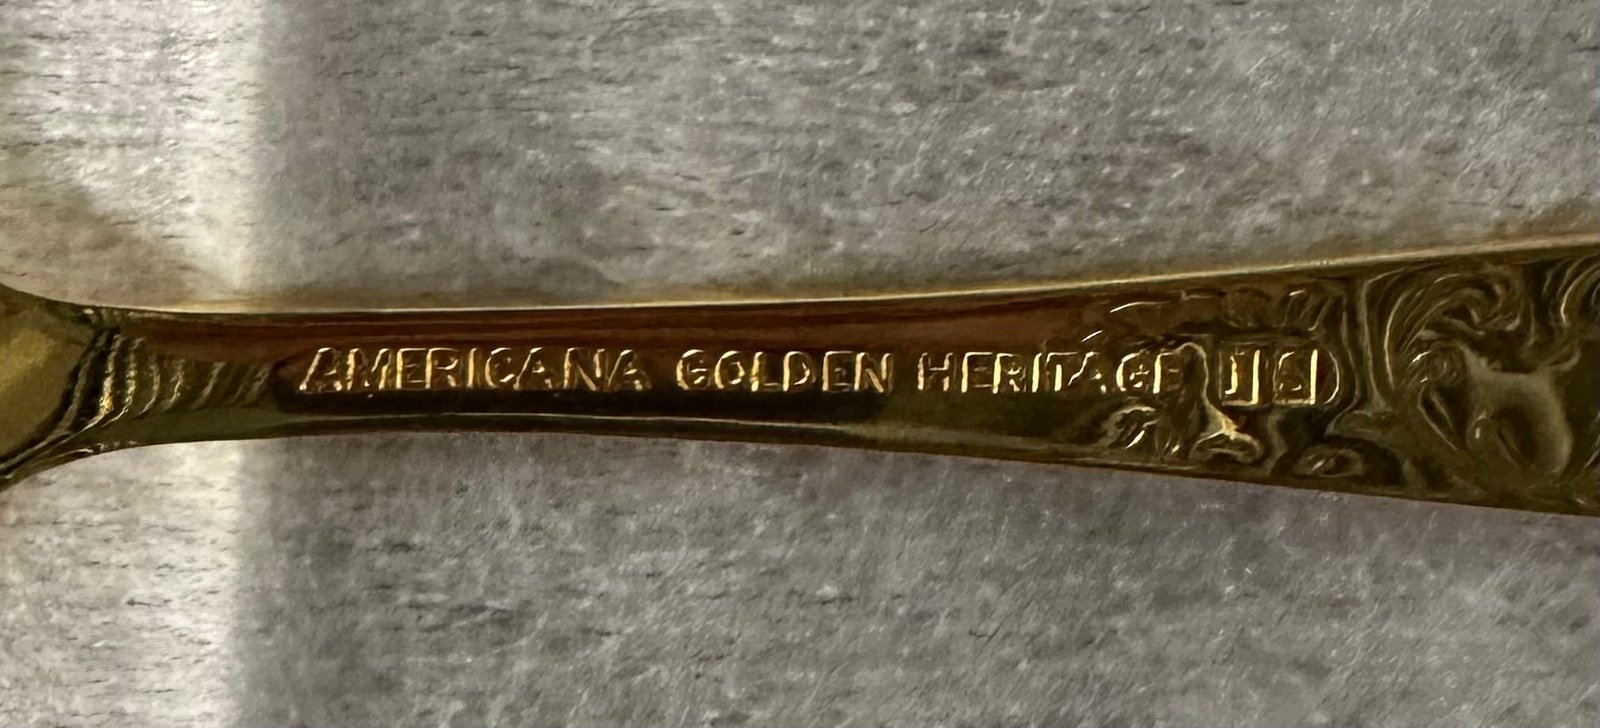 AMERICANA GOLDEN HERITAGE IS